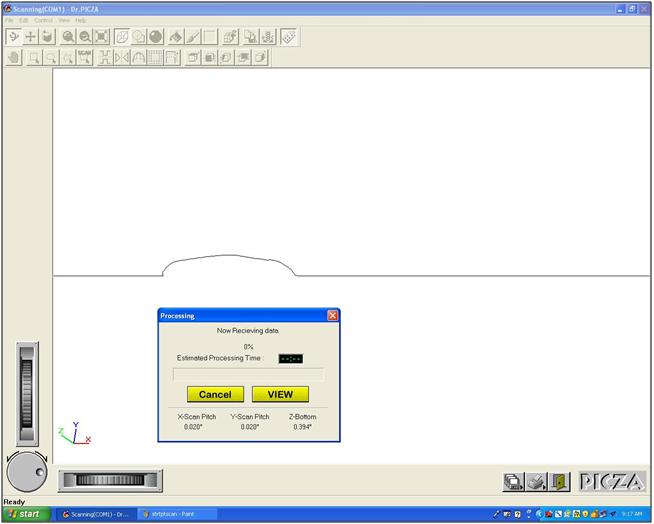 Scanning(COM1) - Dr.PICZA
File Edit Control View Help
SCAN
Processing
Now Recieving data.
0%
Estimated Processing Time : --:--
Cancel VIEW
X-Scan Pitch Y-Scan Pitch Z-Bottom
0.020" 0.020" 0.394"
Y
Z X
PICZA
Ready
start Scanning(COM1) - Dr... strtptscan - Paint 9:17 AM